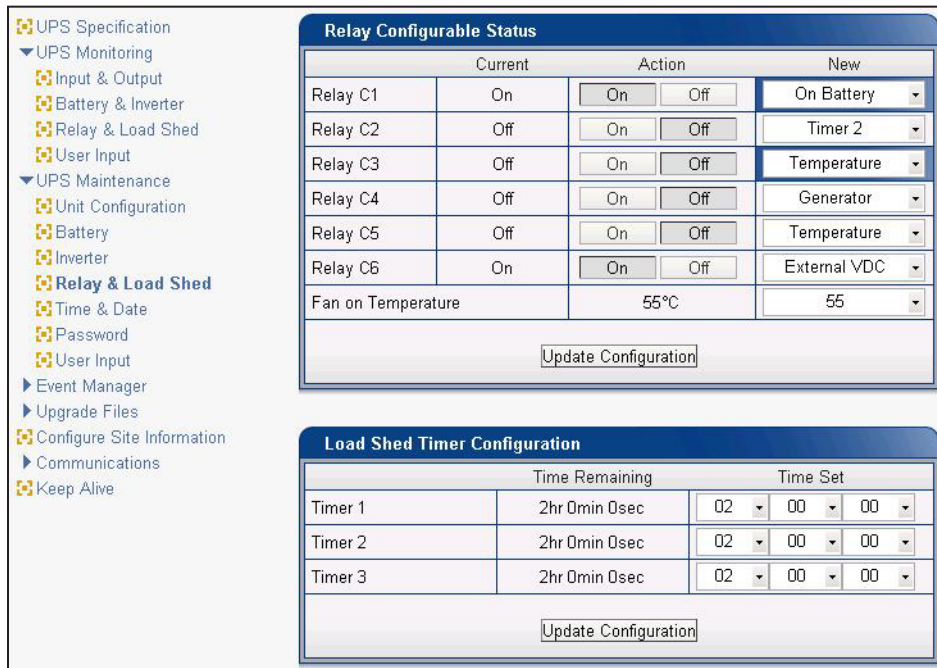 UPS Specification
UPS Monitoring
Input & Output
Battery & Inverter
Relay & Load Shed
User Input
UPS Maintenance
Unit Configuration
Battery
Inverter
Relay & Load Shed
Time & Date
Password
User Input
Event Manager
Upgrade Files
Configure Site Information
Communications
Keep Alive
Relay Configurable Status
Current Action New
Relay C1 On On Off On Battery
Relay C2 Off On Off Timer 2
Relay C3 Off On Off Temperature
Relay C4 Off On Off Generator
Relay C5 Off On Off Temperature
Relay C6 On On Off External VDC
Fan on Temperature 55°C 55
Update Configuration
Load Shed Timer Configuration
Time Remaining Time Set
Timer 1 2hr 0min 0sec 02 00 00
Timer 2 2hr 0min 0sec 02 00 00
Timer 3 2hr 0min 0sec 02 00 00
Update Configuration